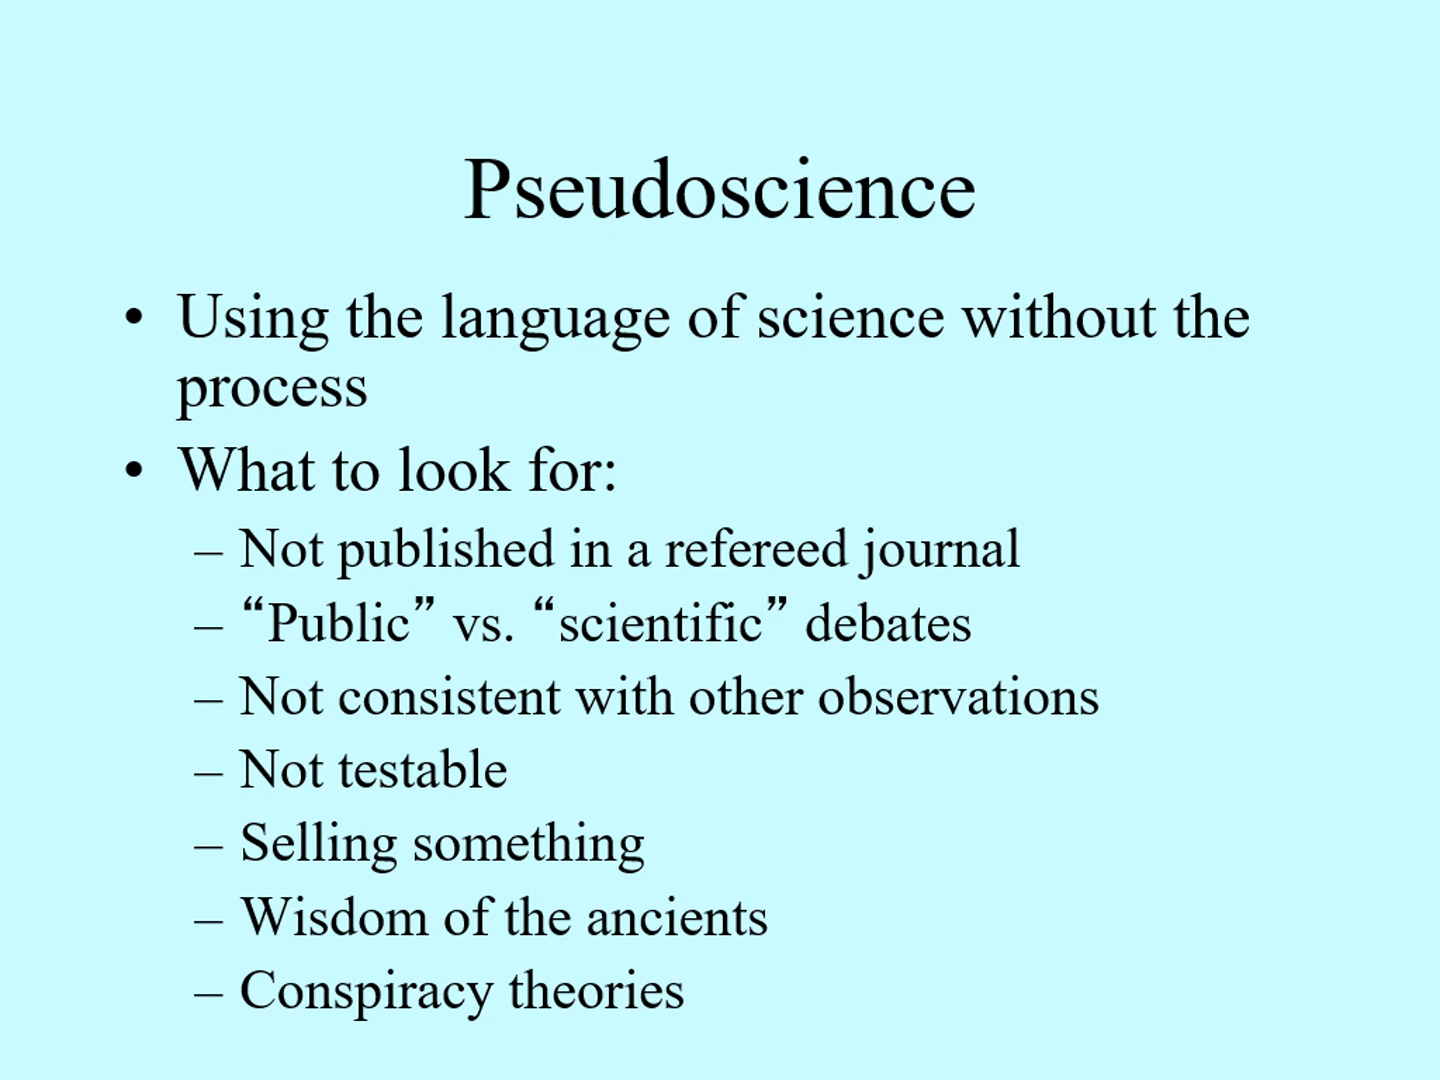 Pseudoscience
• Using the language of science without the
process
• What to look for:
– Not published in a refereed journal
– “Public” vs. “scientific” debates
– Not consistent with other observations
– Not testable
– Selling something
– Wisdom of the ancients
– Conspiracy theories